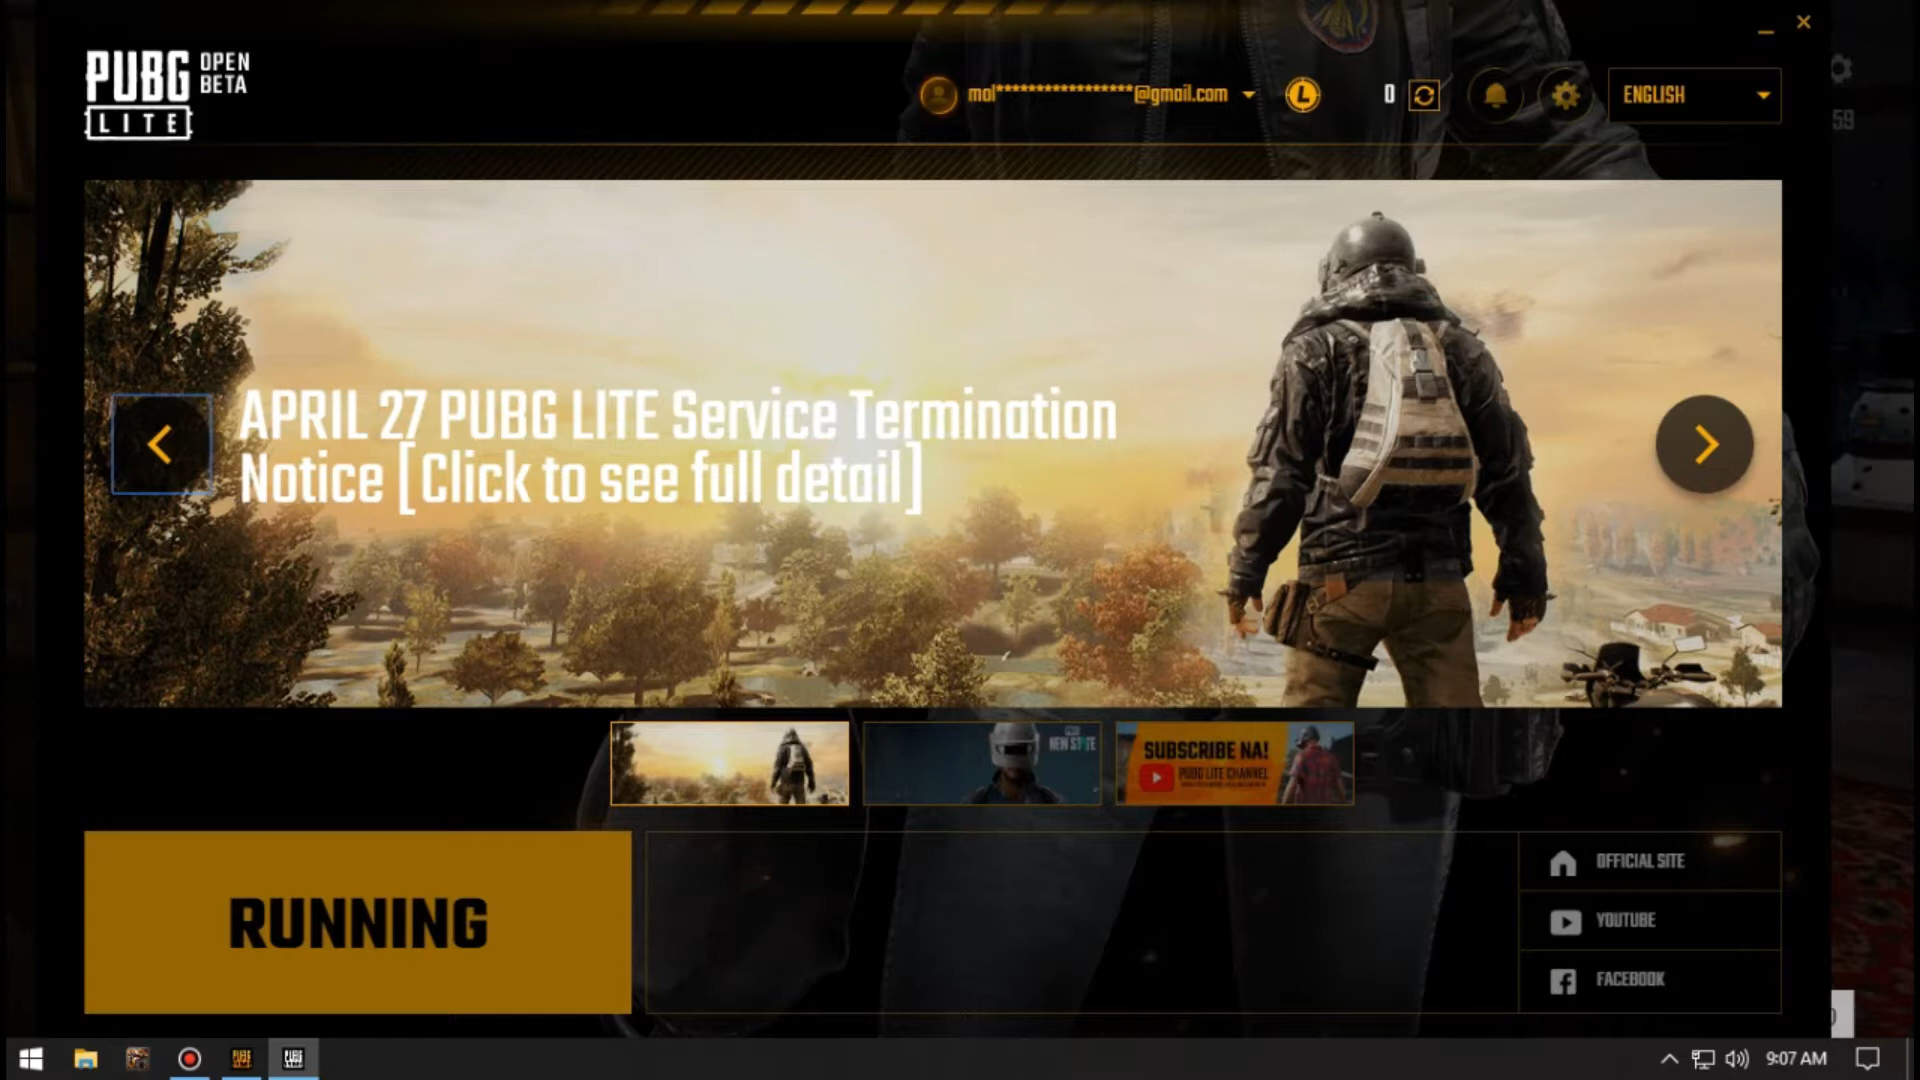 PUBG OPEN
BETA
LITE
mol*****************@gmail.com
L
0
ENGLISH
59
APRIL 27 PUBG LITE Service Termination
Notice [Click to see full detail]
NEW STATE
SUBSCRIBE NA!
PUBG LITE CHANNEL
RUNNING
OFFICIAL SITE
YOUTUBE
FACEBOOK
9:07 AM